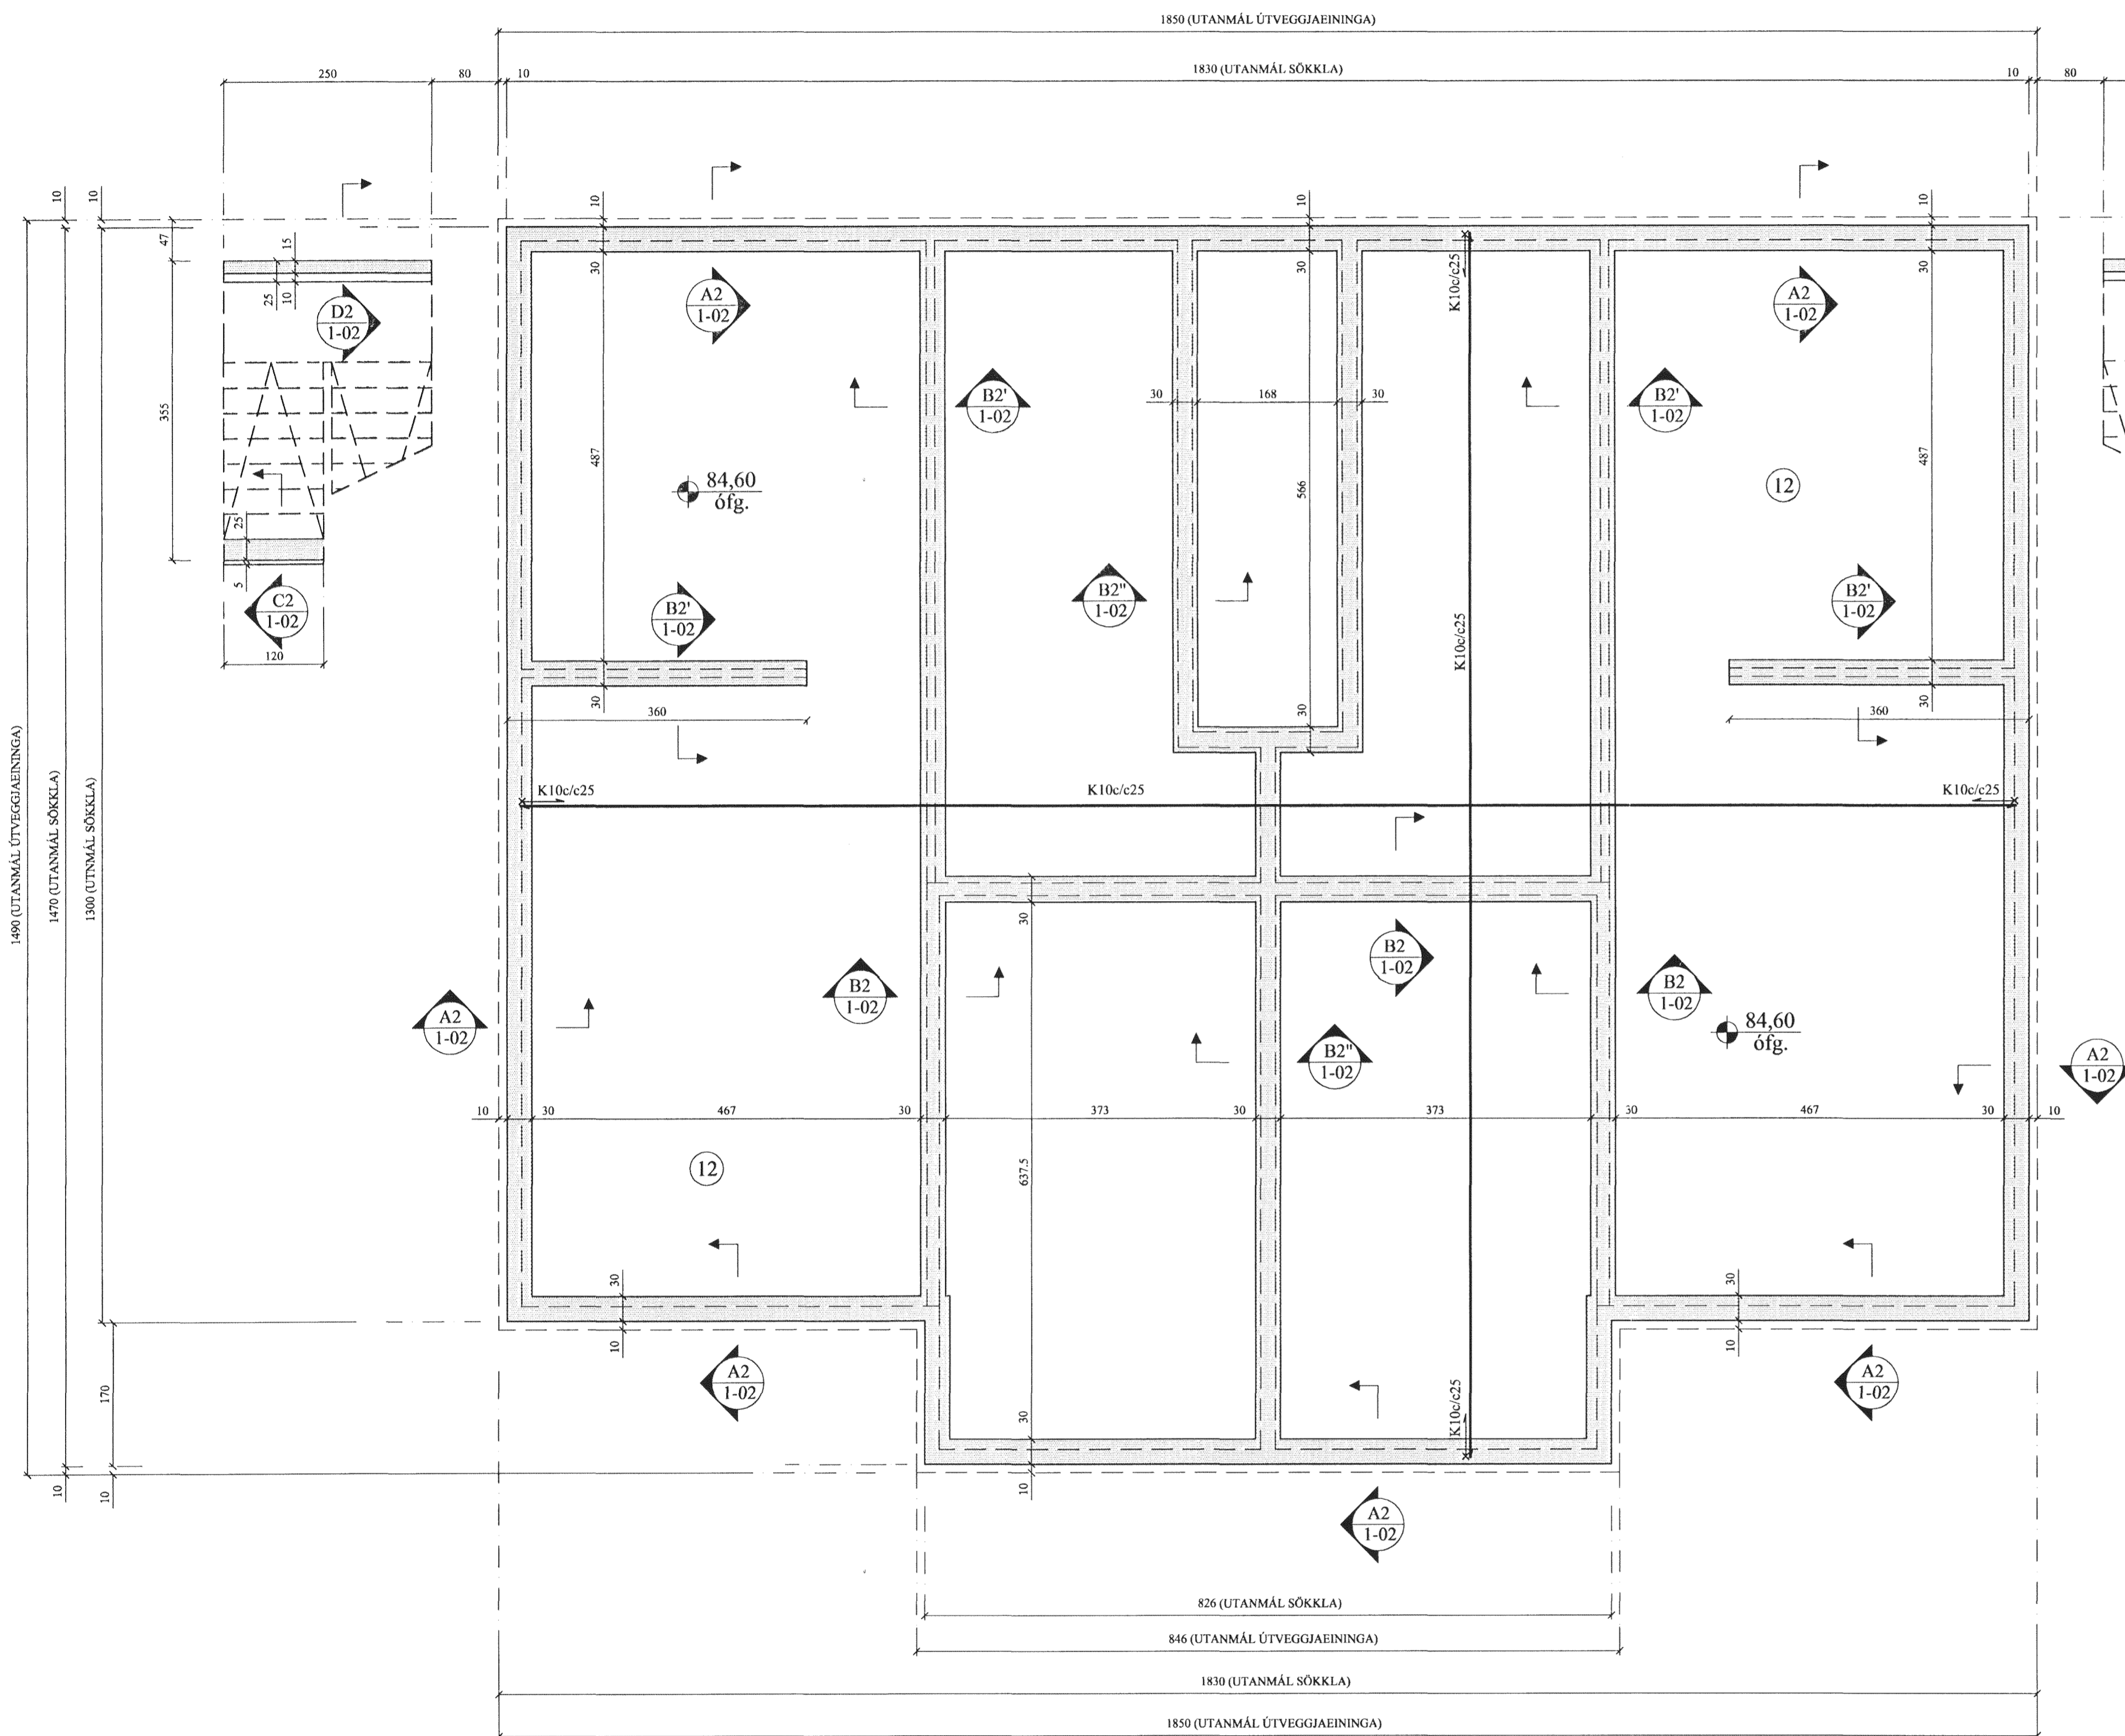 1850 (UTANMÁL ÚTVEGGJAEININGA)
250
80
10
1830 (UTANMÁL SÖKKLA)
10
80
10
10
10
10
10
47
15
30
30
30
25
10
K10c/c25
A2
1-02
A2
1-02
D2
1-02
B2'
1-02
30
168
30
B2'
1-02
355
487
84,60
ófg.
566
12
487
25
5
C2
1-02
120
B2'
1-02
B2"
1-02
K10c/c25
B2'
1-02
30
360
30
30
360
K10c/c25
K10c/c25
K10c/c25
1490 (UTANMÁL ÚTVEGGJAEININGA)
1470 (UTANMÁL SÖKKLA)
1300 (UTNMÁL SÖKKLA)
30
B2
1-02
A2
1-02
B2
1-02
B2
1-02
84,60
ófg.
B2"
1-02
A2
1-02
10
30
467
30
373
30
373
30
467
30
10
637.5
12
30
30
10
10
A2
1-02
A2
1-02
170
30
K10c/c25
10
10
10
A2
1-02
826 (UTANMÁL SÖKKLA)
846 (UTANMÁL ÚTVEGGJAEININGA)
1830 (UTANMÁL SÖKKLA)
1850 (UTANMÁL ÚTVEGGJAEININGA)